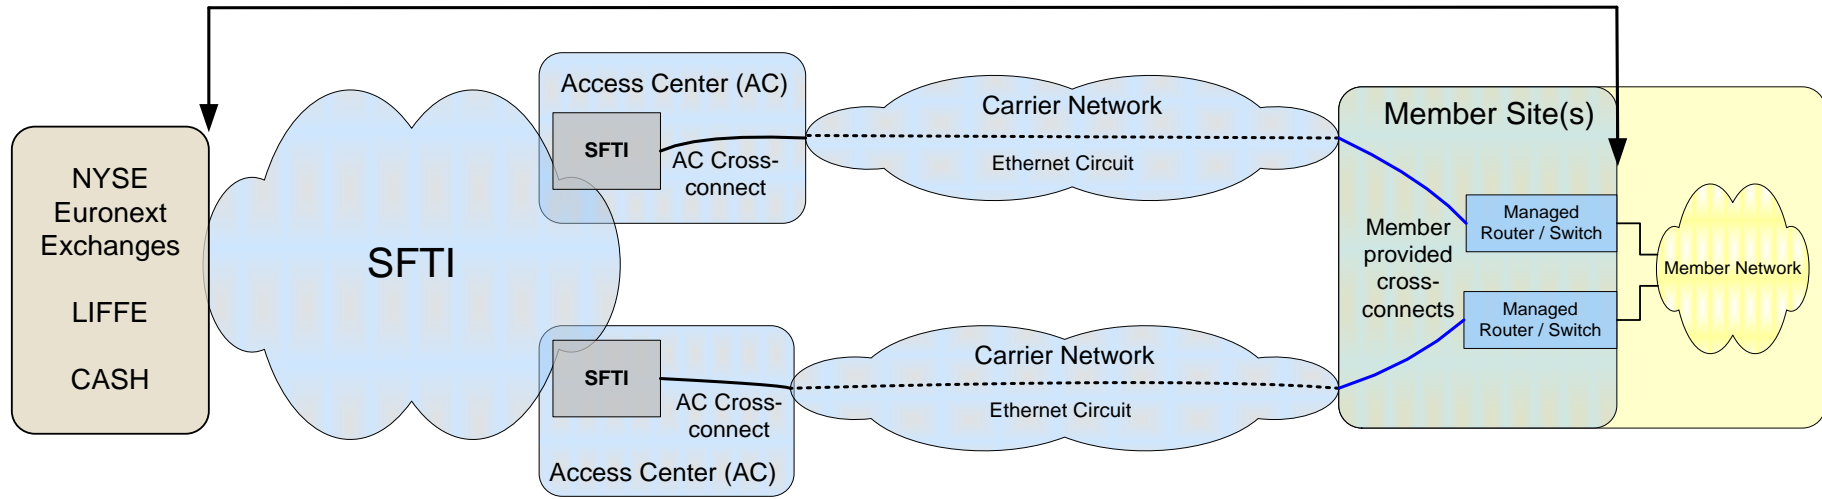 NYSE
Euronext
Exchanges
LIFFE
CASH
SFTI
Access Center (AC)
SFTI
AC Cross-
connect
Carrier Network
Ethernet Circuit
Member Site(s)
Managed
Router / Switch
Member
provided
cross-
connects
Managed
Router / Switch
Member Network
SFTI
AC Cross-
connect
Access Center (AC)
Carrier Network
Ethernet Circuit